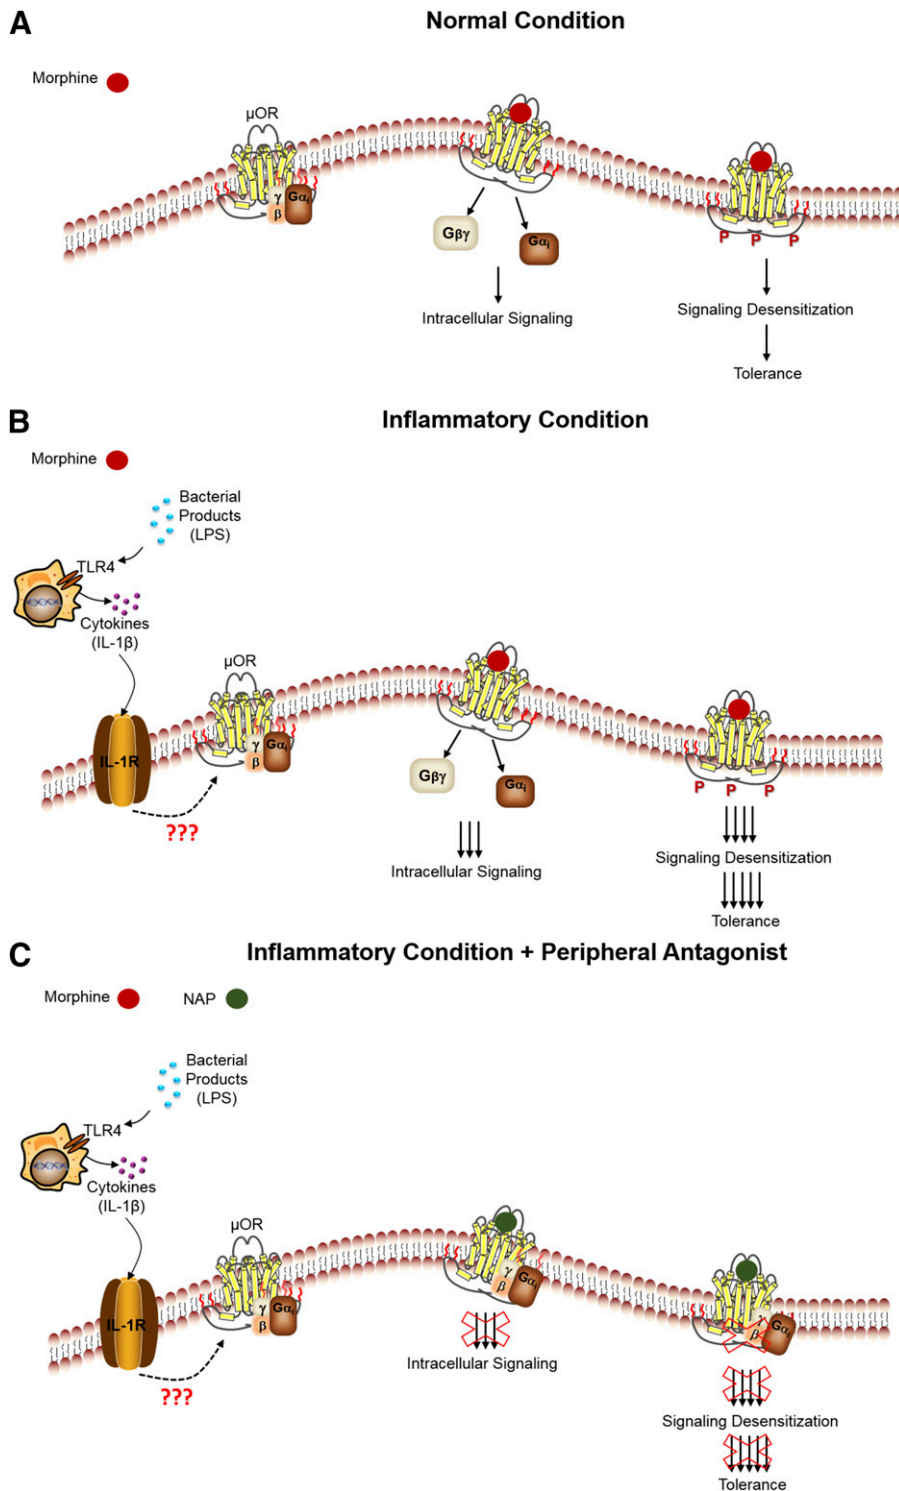 A
Normal Condition
Morphine
μOR
γ
β
Gαi
Gβγ
Gαi
Intracellular Signaling
P P P
Signaling Desensitization
Tolerance
B
Inflammatory Condition
Morphine
Bacterial
Products
(LPS)
TLR4
Cytokines
(IL-1β)
IL-1R
???
μOR
γ
β
Gαi
Gβγ
Gαi
Intracellular Signaling
P P P
Signaling Desensitization
Tolerance
C
Inflammatory Condition + Peripheral Antagonist
Morphine
NAP
Bacterial
Products
(LPS)
TLR4
Cytokines
(IL-1β)
IL-1R
???
μOR
γ
β
Gαi
γ
β
Gαi
Intracellular Signaling
γ
β
Gαi
Signaling Desensitization
Tolerance